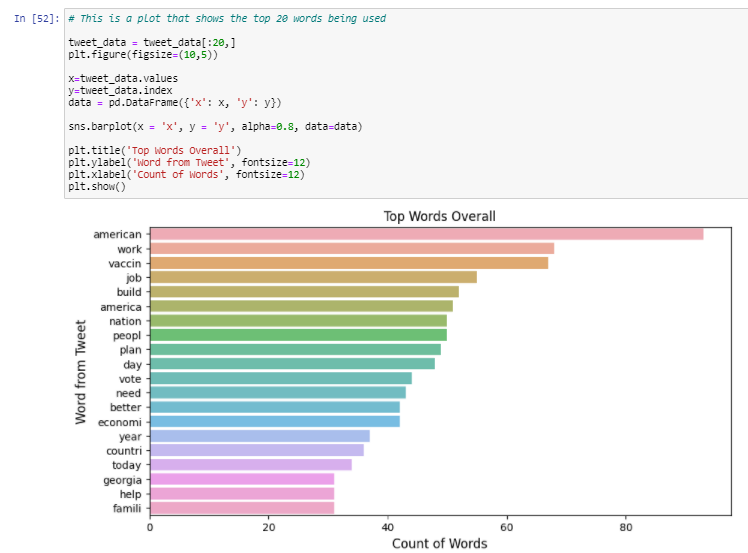 In [52]: # This is a plot that shows the top 20 words being used
tweet_data = tweet_data[:20,]
plt.figure(figsize=(10,5))
x=tweet_data.values
y=tweet_data.index
data = pd.DataFrame({'x': x, 'y': y})
sns.barplot(x = 'x', y = 'y', alpha=0.8, data=data)
plt.title('Top Words Overall')
plt.ylabel('Word from Tweet', fontsize=12)
plt.xlabel('Count of Words', fontsize=12)
plt.show()
Top Words Overall
Word from Tweet
american
work
vaccin
job
build
america
nation
peopl
plan
day
vote
need
better
economi
year
countri
today
georgia
help
famili
0 20 40 60 80
Count of Words